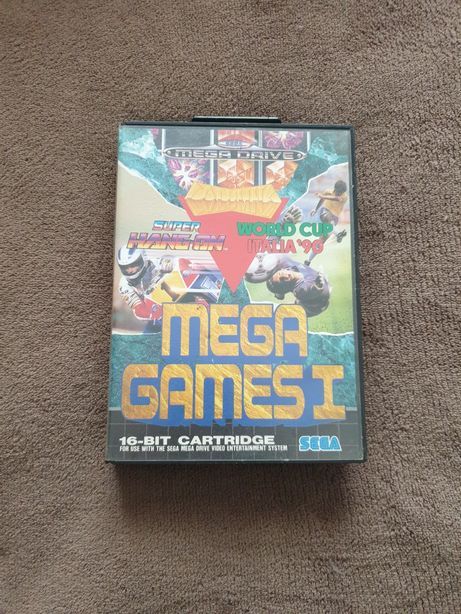 SEGA
MEGA DRIVE
COLUMNS
SUPER
HANG-ON
WORLD CUP
ITALIA '90
MEGA
GAMES I
16-BIT CARTRIDGE
FOR USE WITH THE SEGA MEGA DRIVE VIDEO ENTERTAINMENT SYSTEM
SEGA